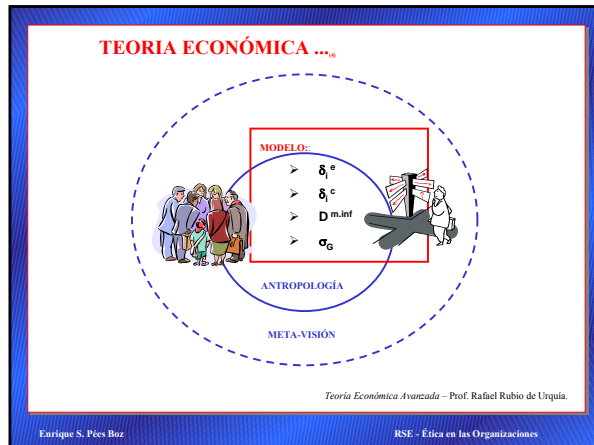 TEORIA ECONÓMICA ...(4)
MODELO::
➢ δi e
➢ δi c
➢ D m.inf
➢ σG
ANTROPOLOGÍA
META-VISIÓN
Teoría Económica Avanzada – Prof. Rafael Rubio de Urquía.
Enrique S. Pées Boz
RSE - Ética en las Organizaciones